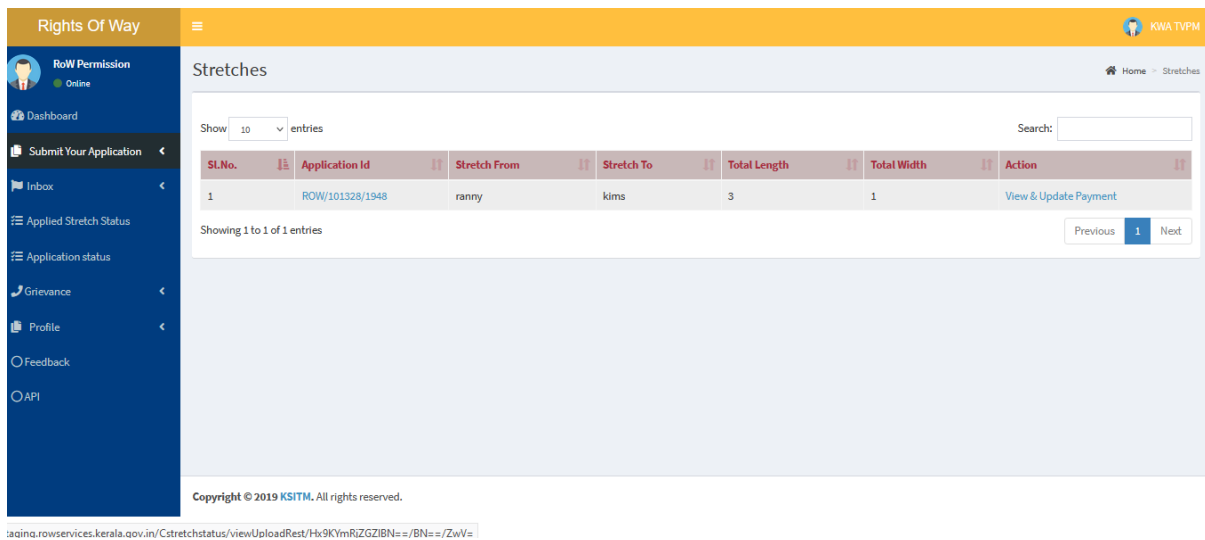 Rights Of Way
KWA TVPM
RoW Permission
Online
Dashboard
Submit Your Application
Inbox
Applied Stretch Status
Application status
Grievance
Profile
Feedback
API
Stretches
Home > Stretches
Show 10 entries
Search:
Sl.No. Application Id Stretch From Stretch To Total Length Total Width Action
1 ROW/101328/1948 ranny kims 3 1 View & Update Payment
Showing 1 to 1 of 1 entries
Previous 1 Next
Copyright © 2019 KSITM. All rights reserved.
taging.rowservices.kerala.gov.in/Cstretchstatus/viewUploadRest/Hx9KYmRjZGZlBN==/BN==/ZwV=